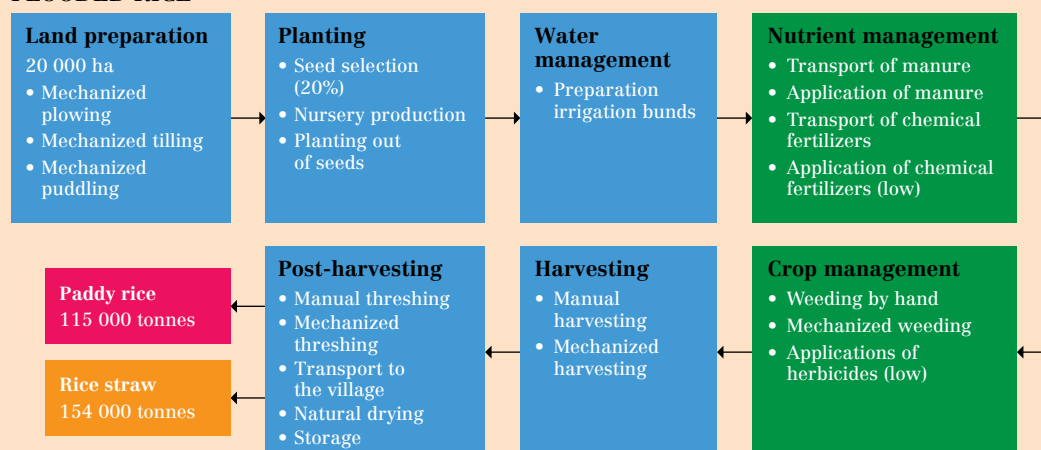 Land preparation
20 000 ha
• Mechanized
plowing
• Mechanized tilling
• Mechanized
puddling
Planting
• Seed selection
(20%)
• Nursery production
• Planting out
of seeds
Water
management
• Preparation
irrigation bunds
Nutrient management
• Transport of manure
• Application of manure
• Transport of chemical
fertilizers
• Application of chemical
fertilizers (low)
Crop management
• Weeding by hand
• Mechanized weeding
• Applications of
herbicides (low)
Harvesting
• Manual
harvesting
• Mechanized
harvesting
Post-harvesting
• Manual threshing
• Mechanized
threshing
• Transport to
the village
• Natural drying
• Storage
Paddy rice
115 000 tonnes
Rice straw
154 000 tonnes